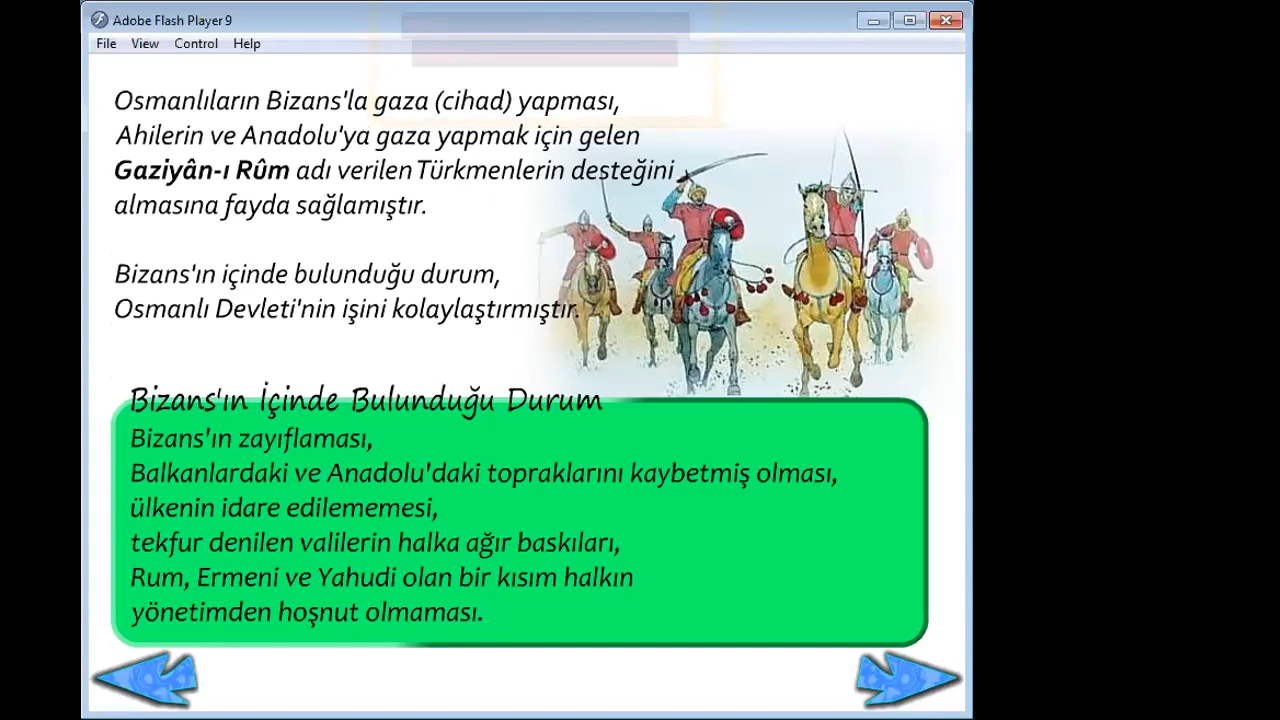 Adobe Flash Player 9
File View Control Help
Osmanlıların Bizans'la gaza (cihad) yapması,
Ahilerin ve Anadolu'ya gaza yapmak için gelen
Gaziyân-ı Rûm adı verilen Türkmenlerin desteğini
almasına fayda sağlamıştır.
Bizans'ın içinde bulunduğu durum,
Osmanlı Devleti'nin işini kolaylaştırmıştır.
Bizans'ın İçinde Bulunduğu Durum
Bizans'ın zayıflaması,
Balkanlardaki ve Anadolu'daki topraklarını kaybetmiş olması,
ülkenin idare edilememesi,
tekfur denilen valilerin halka ağır baskıları,
Rum, Ermeni ve Yahudi olan bir kısım halkın
yönetimden hoşnut olmaması.